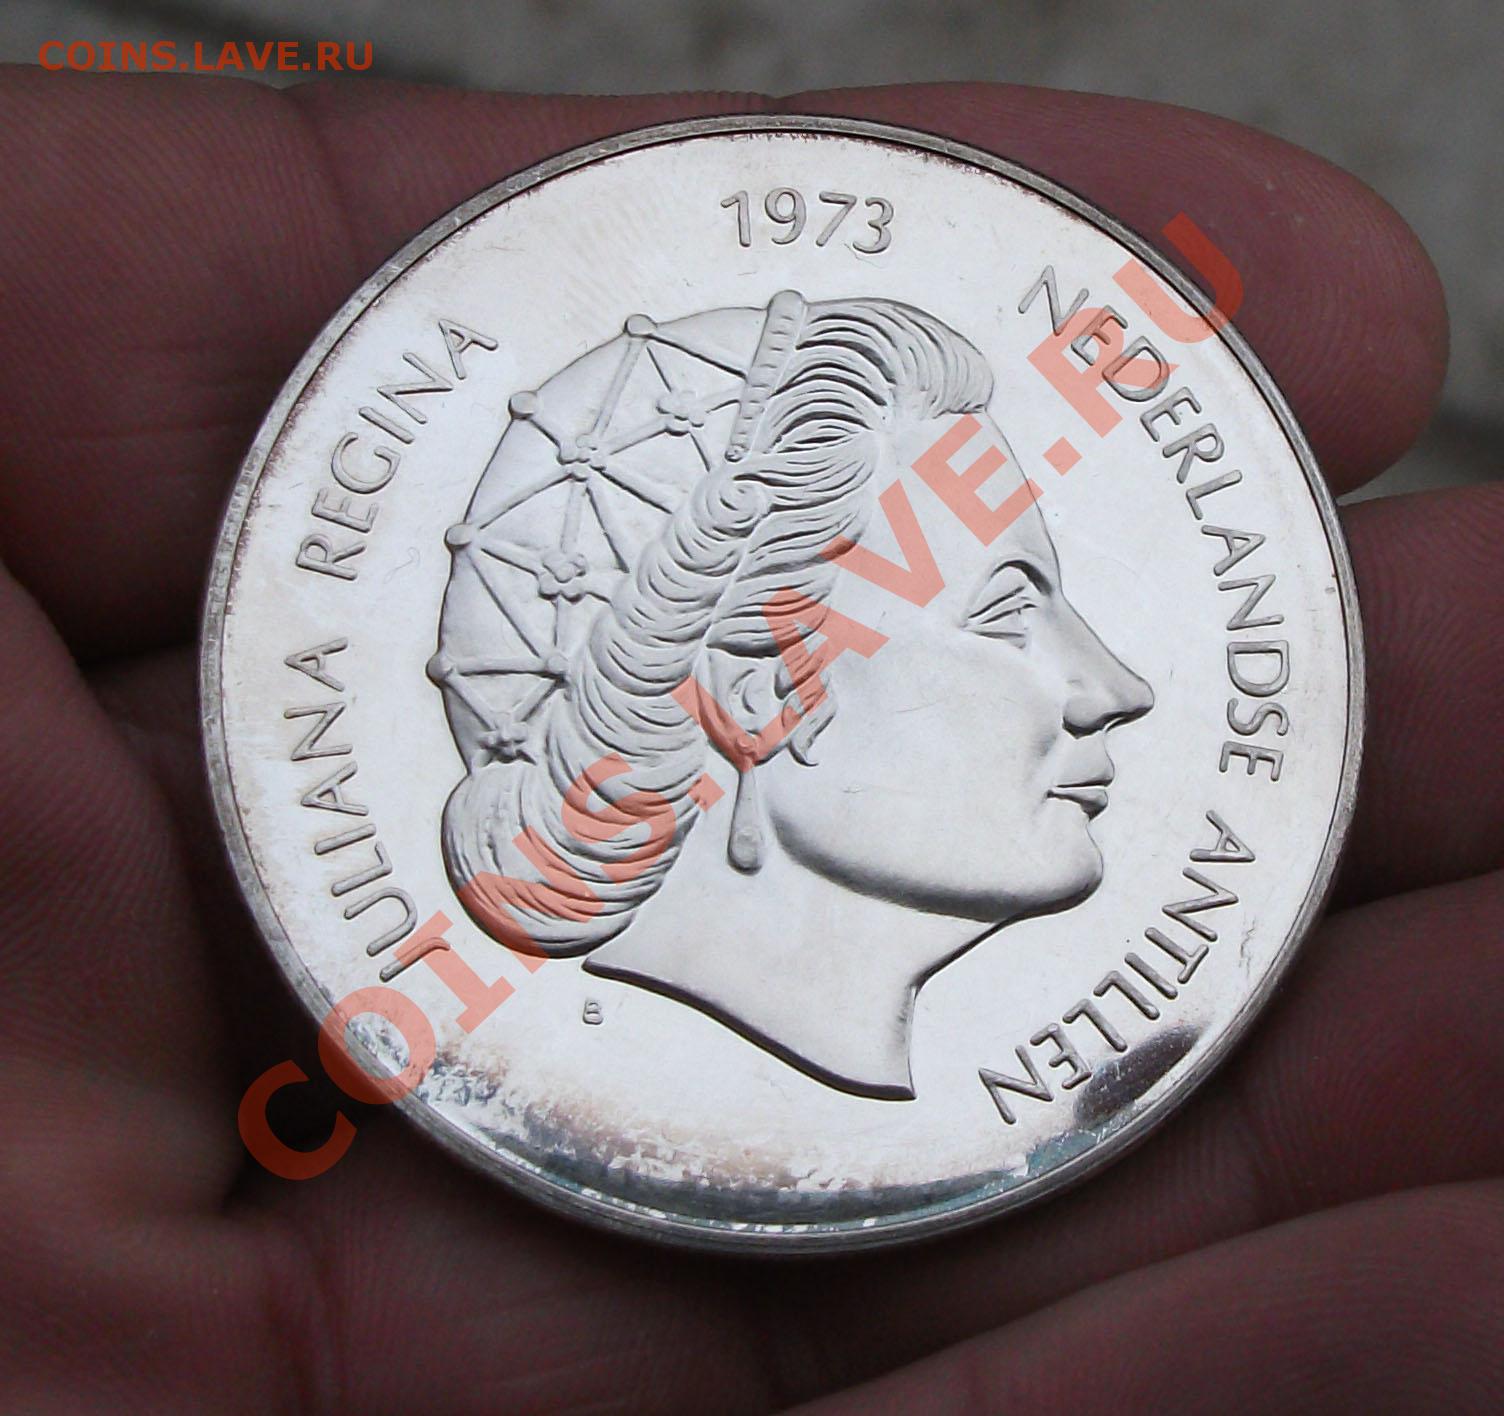 COINS.LAVE.RU
1973
JULIANA REGINA
NEDERLANDSE ANTILLEN
B
COINS.LAVE.RU